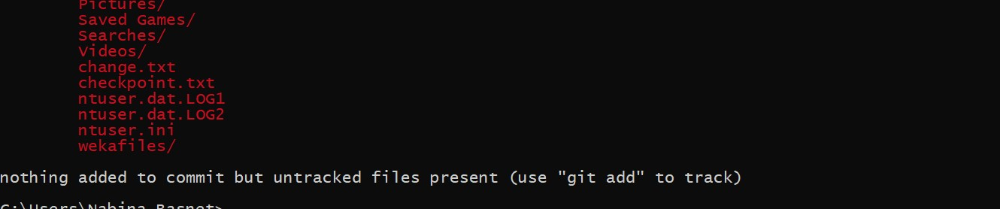 Pictures/
Saved Games/
Searches/
Videos/
change.txt
checkpoint.txt
ntuser.dat.LOG1
ntuser.dat.LOG2
ntuser.ini
wekafiles/
nothing added to commit but untracked files present (use "git add" to track)
C:\Users\Nabina Basnet>